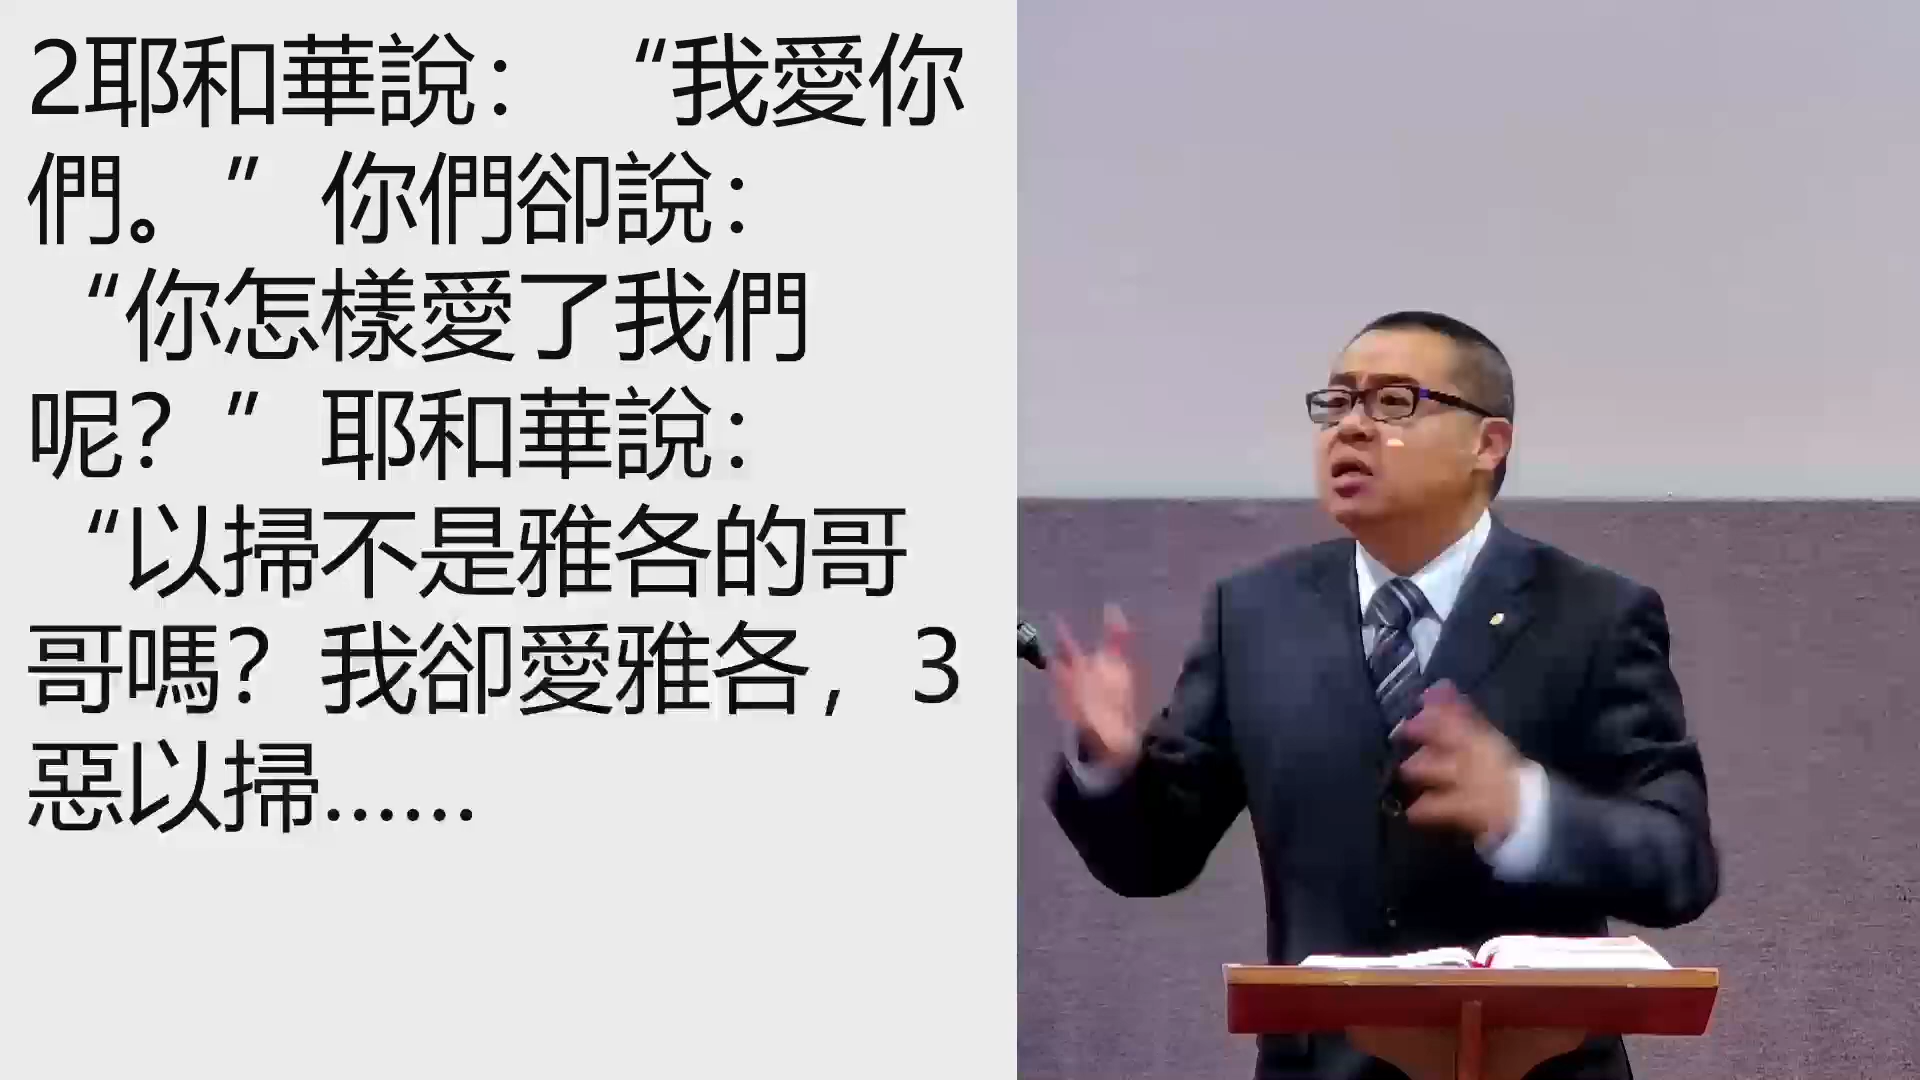 2耶和華說：“我愛你
們。”你們卻說：
“你怎樣愛了我們
呢？”耶和華說：
“以掃不是雅各的哥
哥嗎？我卻愛雅各，3
惡以掃……